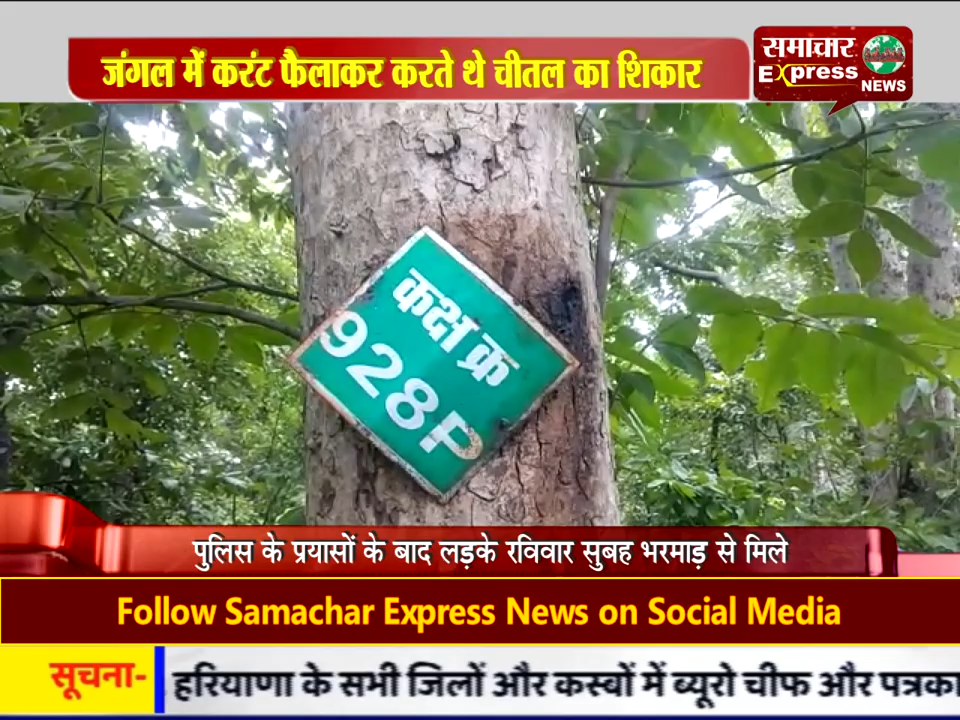 जंगल में करंट फैलाकर करते थे चीतल का शिकार
समाचार
Express
NEWS
कक्ष क्र
928P
पुलिस के प्रयासों के बाद लड़के रविवार सुबह भरमाड़ से मिले
Follow Samachar Express News on Social Media
सूचना- हरियाणा के सभी जिलों और कस्बों में ब्यूरो चीफ और पत्रका